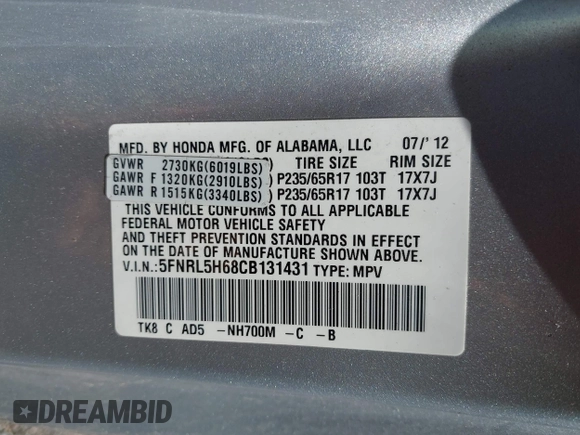 MFD. BY HONDA MFG. OF ALABAMA, LLC 07/'12
GVWR 2730KG(6019LBS) TIRE SIZE RIM SIZE
GAWR F 1320KG(2910LBS) ) P235/65R17 103T 17X7J
GAWR R 1515KG(3340LBS) ) P235/65R17 103T 17X7J
THIS VEHICLE CONFORMS TO ALL APPLICABLE
FEDERAL MOTOR VEHICLE SAFETY
AND THEFT PREVENTION STANDARDS IN EFFECT ON
THE DATE OF MANUFACTURE SHOWN ABOVE.
V.I.N.: 5FNRL5H68CB131431 TYPE: MPV
TK8 C AD5 -NH700M -C -B
DREAMBID